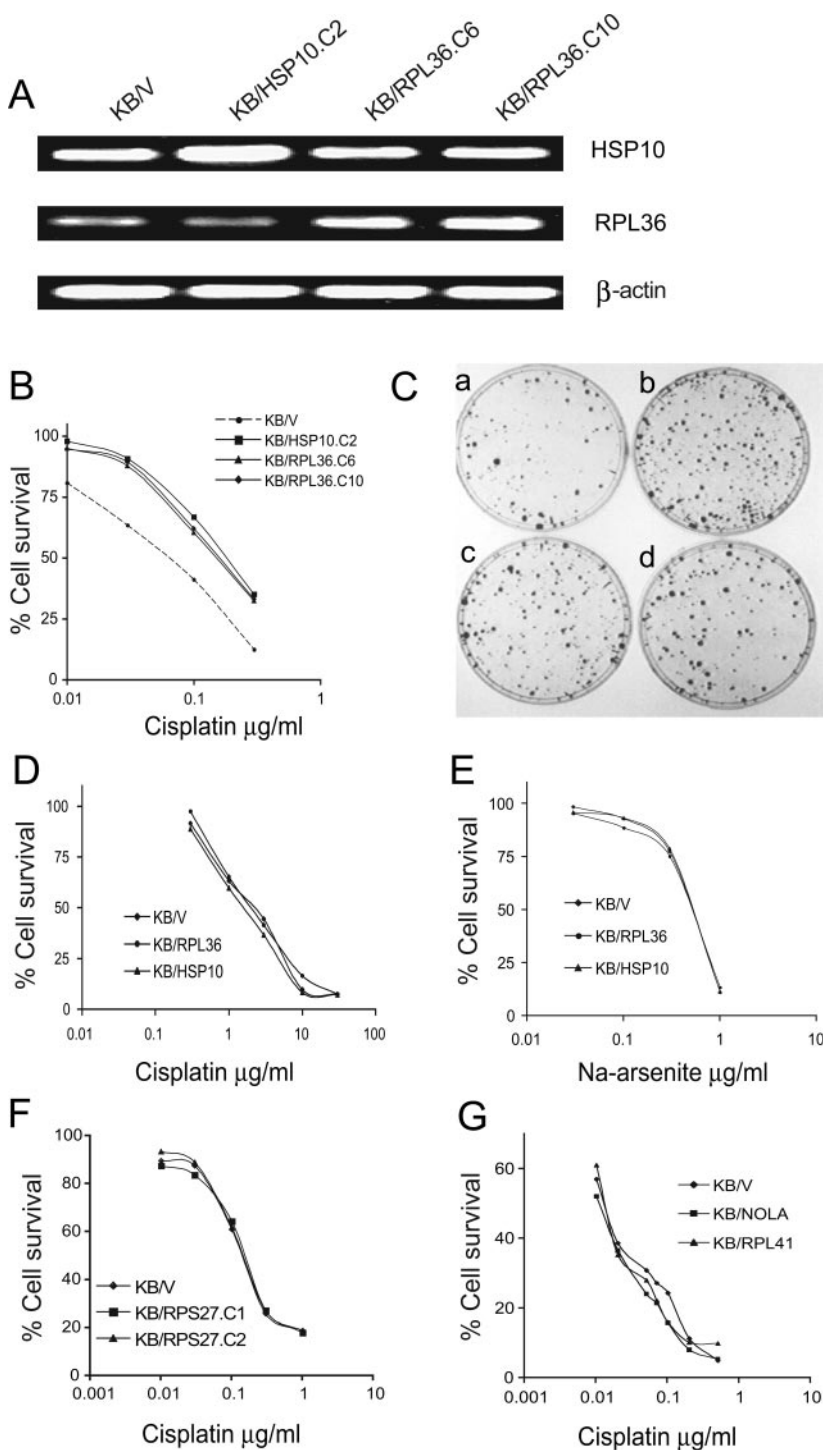 A
KB/V
KB/HSP10.C2
KB/RPL36.C6
KB/RPL36.C10
HSP10
RPL36
β-actin
B
KB/V
KB/HSP10.C2
KB/RPL36.C6
KB/RPL36.C10
100
75
50
25
0
% Cell survival
0.01
0.1
1
Cisplatin µg/ml
C
a
b
c
d
D
100
75
50
25
0
% Cell survival
KB/V
KB/RPL36
KB/HSP10
0.01
0.1
1
10
100
Cisplatin µg/ml
E
100
75
50
25
0
% Cell survival
KB/V
KB/RPL36
KB/HSP10
0.01
0.1
1
10
Na-arsenite µg/ml
F
100
80
60
40
20
0
% Cell survival
KB/V
KB/RPS27.C1
KB/RPS27.C2
0.001
0.01
0.1
1
10
Cisplatin µg/ml
G
60
40
20
0
% Cell survival
KB/V
KB/NOLA
KB/RPL41
0.001
0.01
0.1
1
10
Cisplatin µg/ml